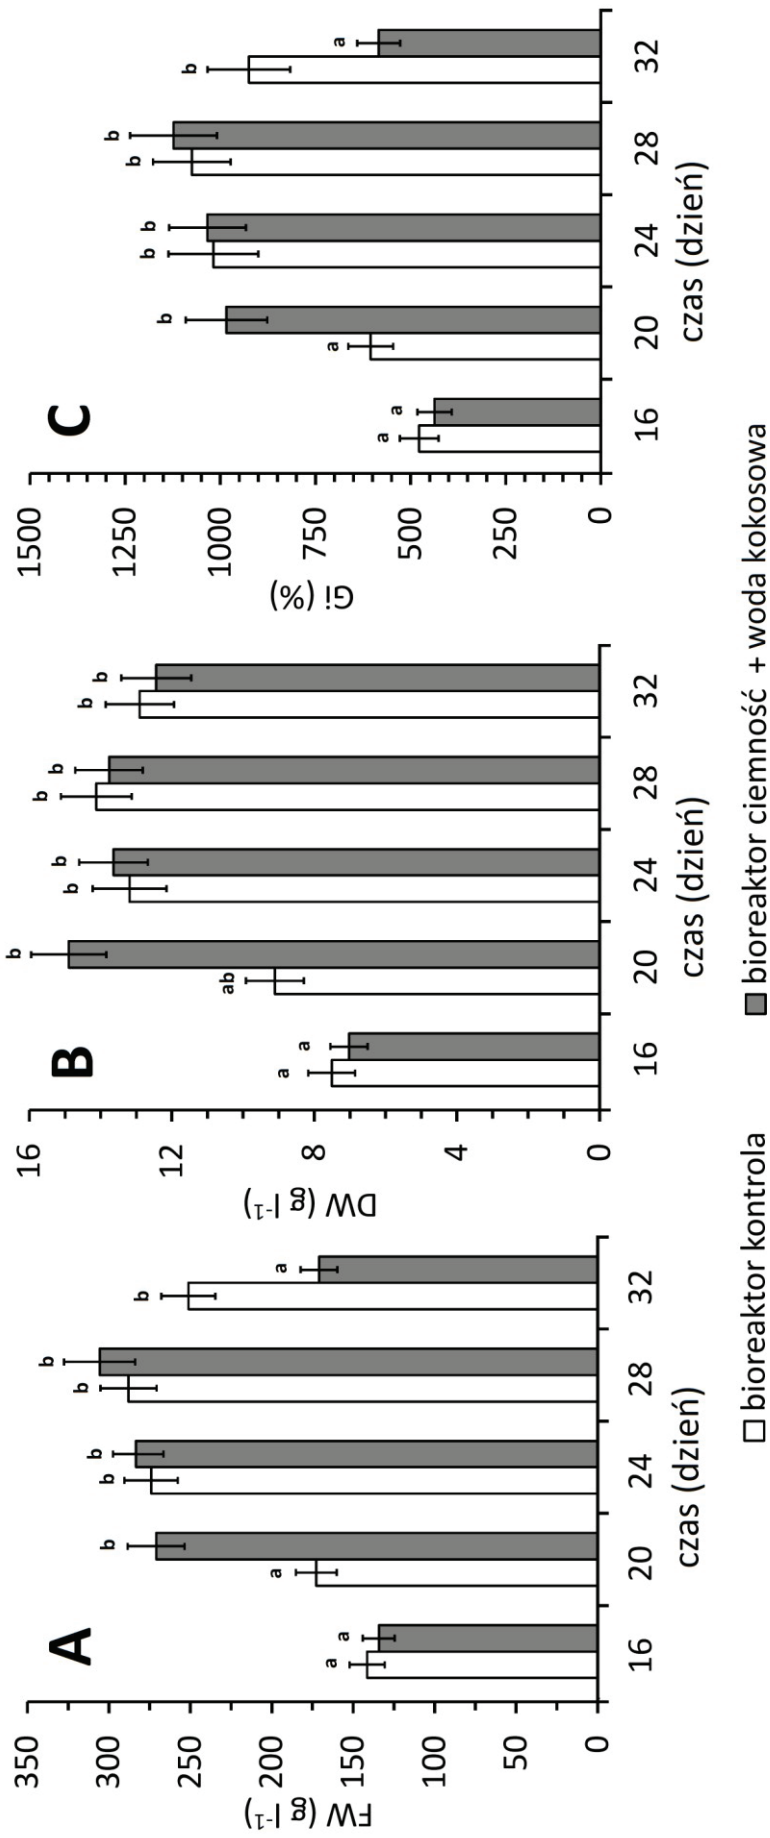 A
FW (g l⁻¹)
350
300
250
200
150
100
50
0
a
a
a
b
b
b
b
b
b
a
16
20
24
28
32
czas (dzień)
B
DW (g l⁻¹)
16
12
8
4
0
a
a
ab
b
b
b
b
b
b
b
16
20
24
28
32
czas (dzień)
C
Gi (%)
1500
1250
1000
750
500
250
0
a
a
a
b
b
b
b
b
b
a
16
20
24
28
32
czas (dzień)
bioreaktor kontrola
bioreaktor ciemność + woda kokosowa